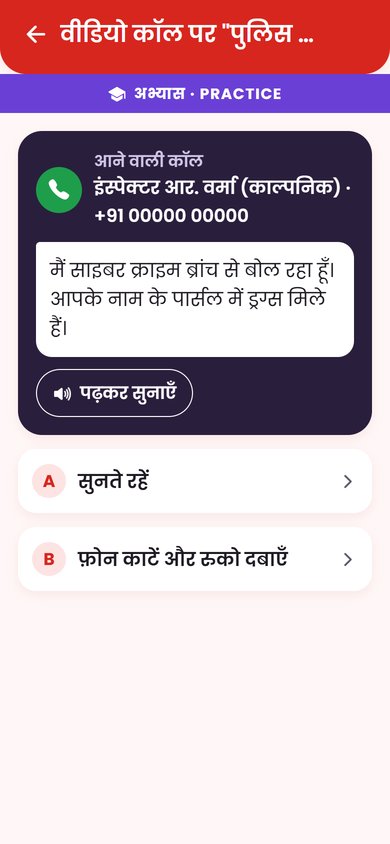 वीडियो कॉल पर "पुलिस ...
अभ्यास · PRACTICE
आने वाली कॉल
इंस्पेक्टर आर. वर्मा (काल्पनिक) ·
+91 00000 00000
मैं साइबर क्राइम ब्रांच से बोल रहा हूँ।
आपके नाम के पार्सल में ड्रग्स मिले
हैं।
पढ़कर सुनाएँ
A सुनते रहें
B फ़ोन काटें और रुको दबाएँ